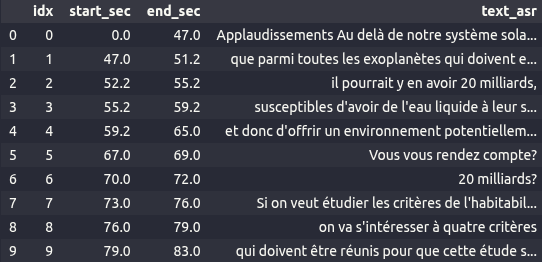 idx start_sec end_sec text_asr
0 0 0.0 47.0 Applaudissements Au delà de notre système sola...
1 1 47.0 51.2 que parmi toutes les exoplanètes qui doivent e...
2 2 52.2 55.2 il pourrait y en avoir 20 milliards,
3 3 55.2 59.2 susceptibles d'avoir de l'eau liquide à leur s...
4 4 59.2 65.0 et donc d'offrir un environnement potentiellem...
5 5 67.0 69.0 Vous vous rendez compte?
6 6 70.0 72.0 20 milliards?
7 7 73.0 76.0 Si on veut étudier les critères de l'habitabil...
8 8 76.0 79.0 on va s'intéresser à quatre critères
9 9 79.0 83.0 qui doivent être réunis pour que cette étude s...